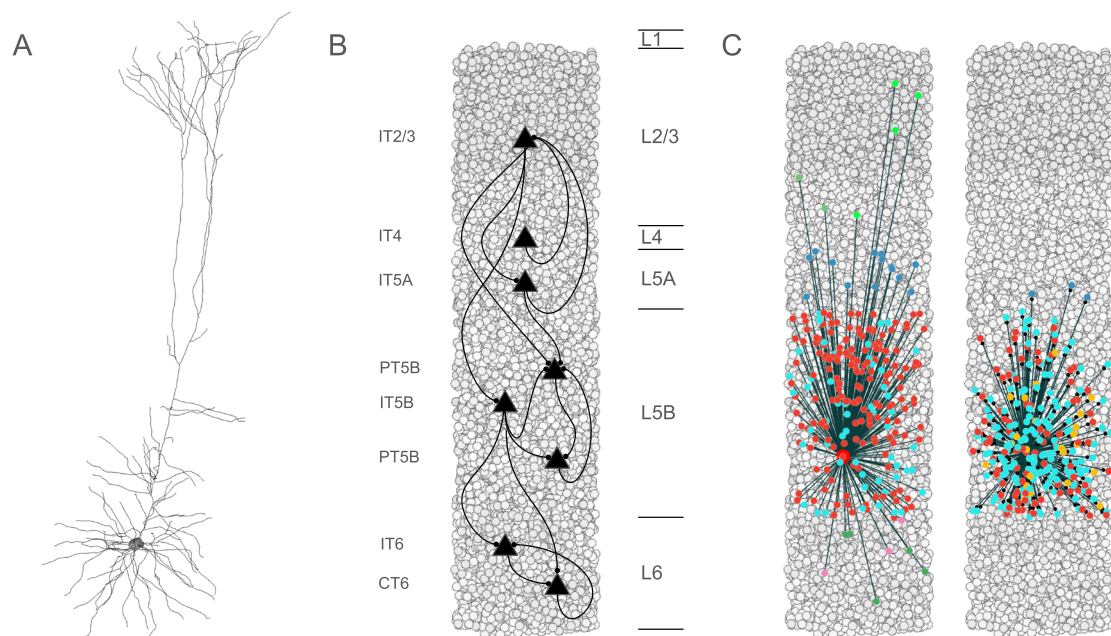 A
B
C
IT2/3
IT4
IT5A
PT5B
IT5B
PT5B
IT6
CT6
L1
L2/3
L4
L5A
L5B
L6